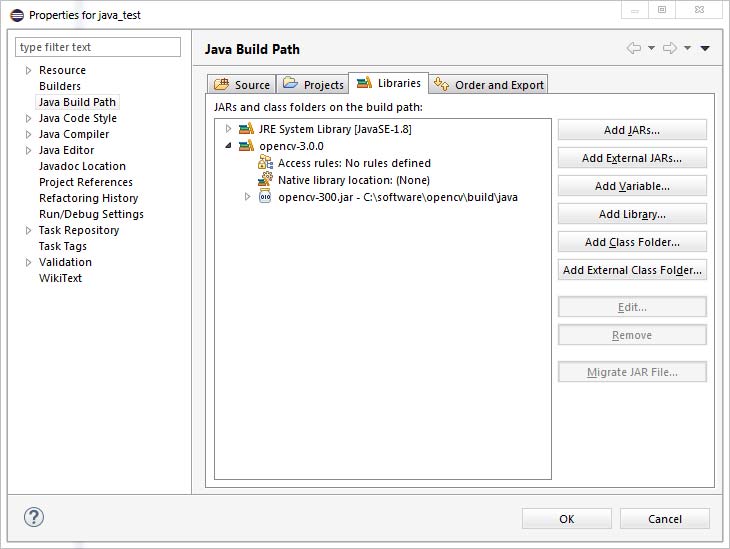 Properties for java_test
type filter text
Resource
Builders
Java Build Path
Java Code Style
Java Compiler
Java Editor
Javadoc Location
Project References
Refactoring History
Run/Debug Settings
Task Repository
Task Tags
Validation
WikiText
Java Build Path
Source
Projects
Libraries
Order and Export
JARs and class folders on the build path:
JRE System Library [JavaSE-1.8]
opencv-3.0.0
Access rules: No rules defined
Native library location: (None)
010
opencv-300.jar - C:\software\opencv\build\java
Add JARs...
Add External JARs...
Add Variable...
Add Library...
Add Class Folder...
Add External Class Folder...
Edit...
Remove
Migrate JAR File...
?
OK
Cancel